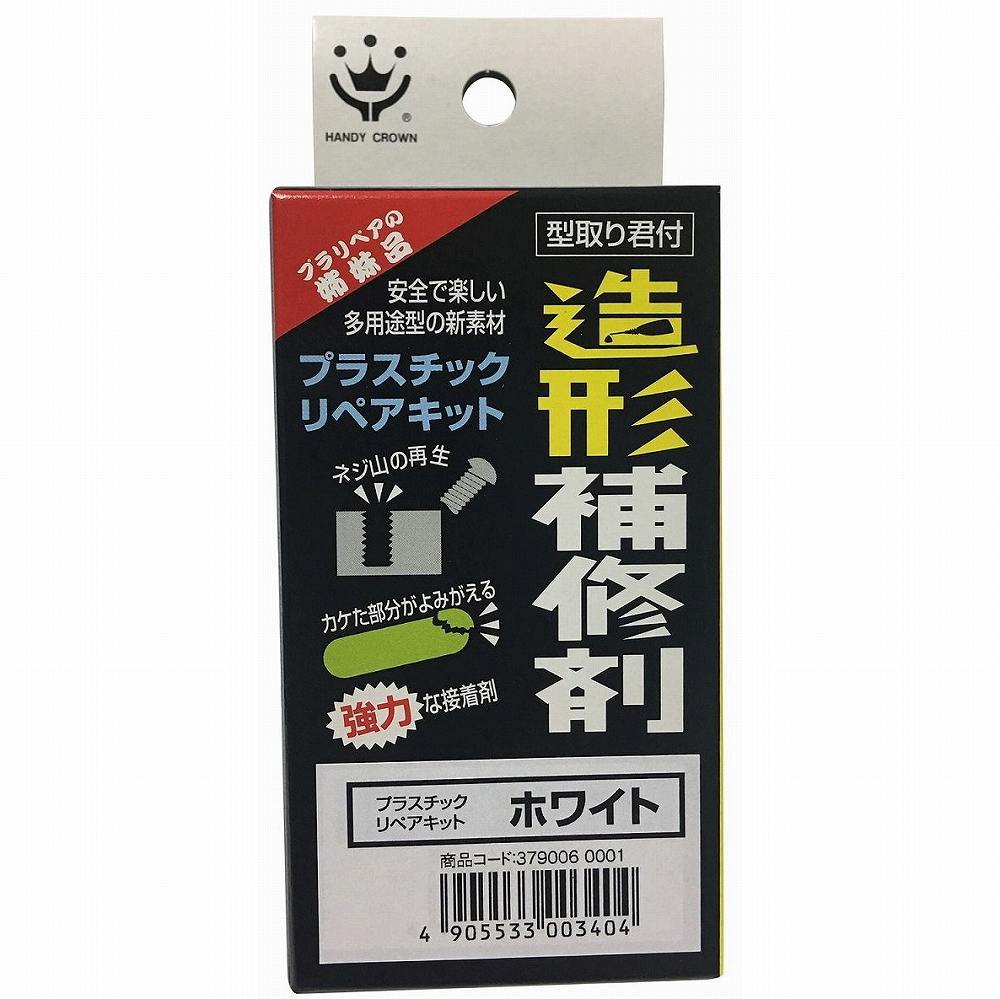 HANDY CROWN
®
プラリペアの
姉妹品
型取り君付
安全で楽しい
多用途型の新素材
プラスチック
リペアキット
造形補修剤
ネジ山の再生
カケた部分がよみがえる
強力な接着剤
プラスチック
リペアキット
ホワイト
商品コード:379006 0001
4 905533 003404